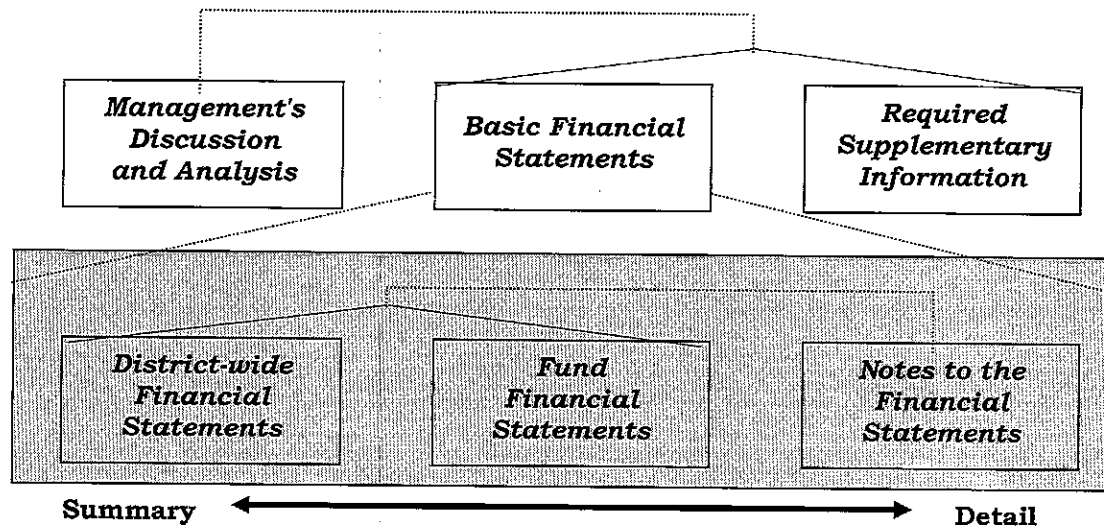 Management's
Discussion
and Analysis
Basic Financial
Statements
Required
Supplementary
Information
District-wide
Financial
Statements
Fund
Financial
Statements
Notes to the
Financial
Statements
Summary
Detail